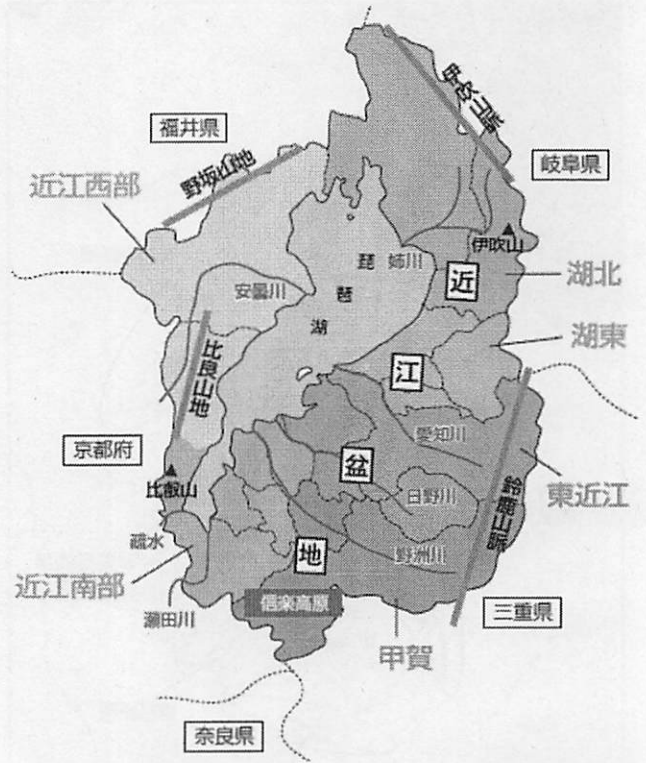 伊吹山脈
福井県
野坂山地
岐阜県
近江西部
伊吹山
琵琶湖
姉川
近江盆地
湖北
安曇川
湖東
比良山地
愛知川
京都府
比叡山
日野川
鈴鹿山脈
東近江
疏水
野洲川
近江南部
信楽高原
瀬田川
三重県
甲賀
奈良県